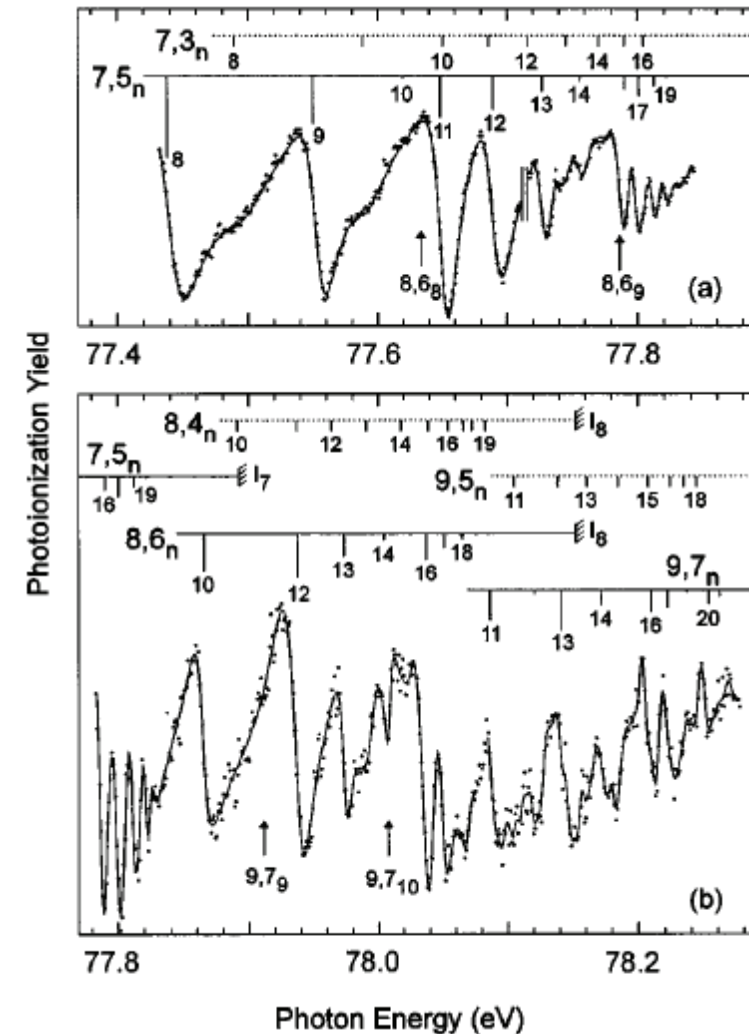 7,3n
8 10 12 14 16
7,5n
8 9 10 11 12 13 14 17 19
8,68 8,69 (a)
77.4 77.6 77.8
Photoionization Yield
8,4n
10 12 14 16 19 I8
7,5n
16 19 I7
9,5n
11 13 15 18
8,6n
10 12 13 14 16 18 I8
9,7n
11 13 14 16 20
9,79 9,710 (b)
77.8 78.0 78.2
Photon Energy (eV)